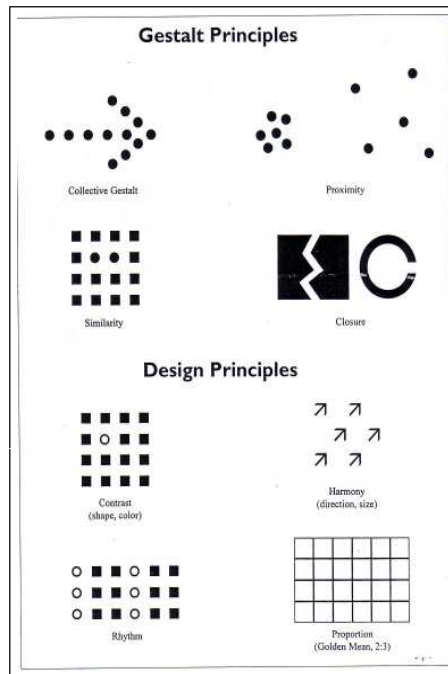 Gestalt Principles
Collective Gestalt
Proximity
Similarity
Closure
Design Principles
Contrast
(shape, color)
Harmony
(direction, size)
Rhythm
Proportion
(Golden Mean, 2:3)